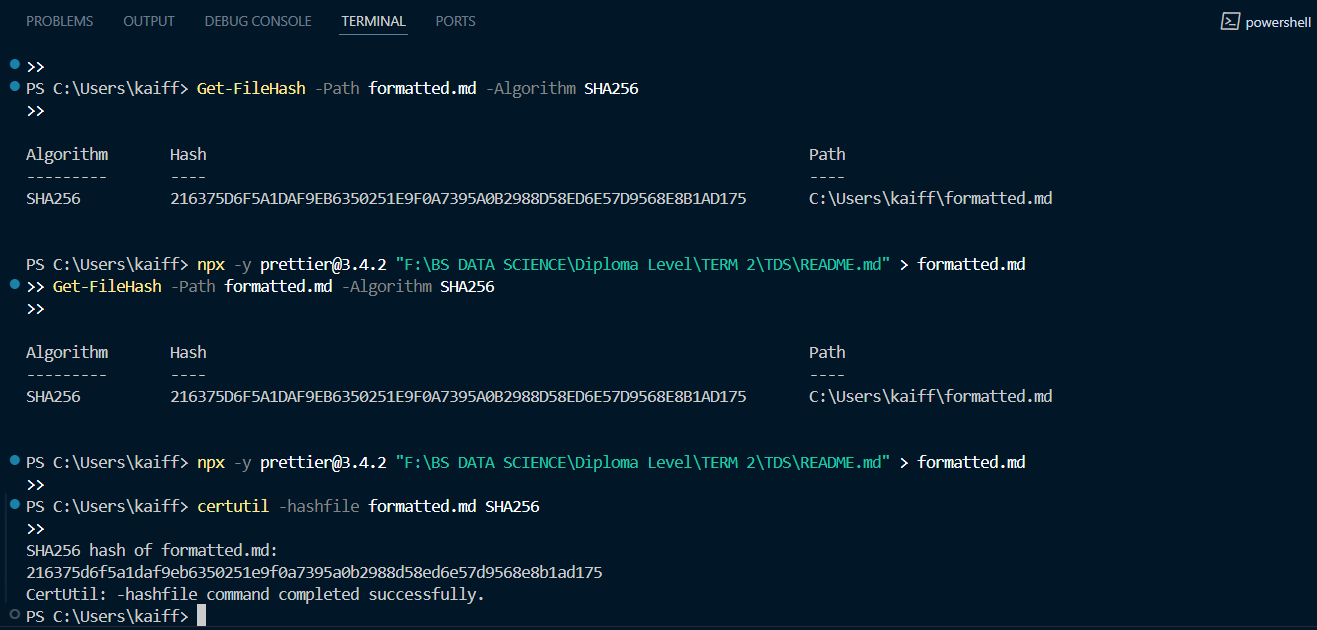 PROBLEMS OUTPUT DEBUG CONSOLE TERMINAL PORTS powershell
>>
PS C:\Users\kaiff> Get-FileHash -Path formatted.md -Algorithm SHA256
>>
Algorithm Hash Path
--------- ---- ----
SHA256 216375D6F5A1DAF9EB6350251E9F0A7395A0B2988D58ED6E57D9568E8B1AD175 C:\Users\kaiff\formatted.md
PS C:\Users\kaiff> npx -y prettier@3.4.2 "F:\BS DATA SCIENCE\Diploma Level\TERM 2\TDS\README.md" > formatted.md
>> Get-FileHash -Path formatted.md -Algorithm SHA256
>>
Algorithm Hash Path
--------- ---- ----
SHA256 216375D6F5A1DAF9EB6350251E9F0A7395A0B2988D58ED6E57D9568E8B1AD175 C:\Users\kaiff\formatted.md
PS C:\Users\kaiff> npx -y prettier@3.4.2 "F:\BS DATA SCIENCE\Diploma Level\TERM 2\TDS\README.md" > formatted.md
>>
PS C:\Users\kaiff> certutil -hashfile formatted.md SHA256
>>
SHA256 hash of formatted.md:
216375d6f5a1daf9eb6350251e9f0a7395a0b2988d58ed6e57d9568e8b1ad175
CertUtil: -hashfile command completed successfully.
PS C:\Users\kaiff>